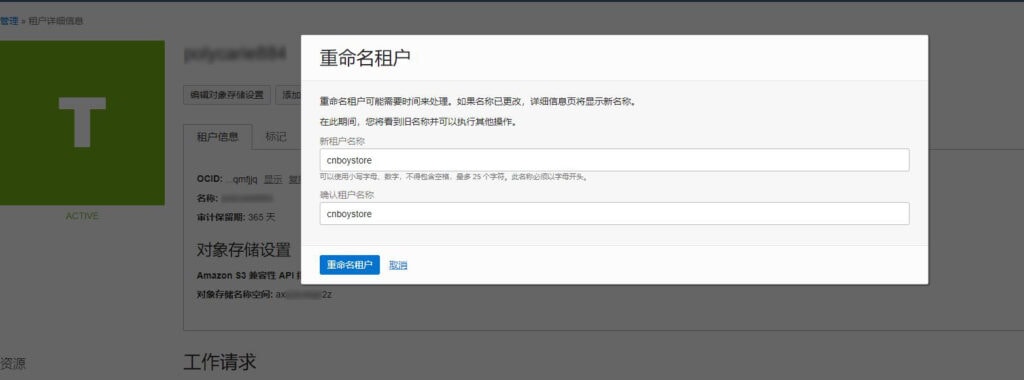 管理 » 租户详细信息
T
ACTIVE
编辑对象存储设置
添加
租户信息
标记
OCID: ...qmfjjq 显示
名称:
审计保留期: 365 天
对象存储设置
Amazon S3 兼容性 API
对象存储名称空间: ax 2z
资源
工作请求
重命名租户
重命名租户可能需要时间来处理。如果名称已更改，详细信息页将显示新名称。
在此期间，您将看到旧名称并可以执行其他操作。
新租户名称
cnboystore
可以使用小写字母，数字，不得包含空格，最多 25 个字符。此名称必须以字母开头。
确认租户名称
cnboystore
重命名租户
取消